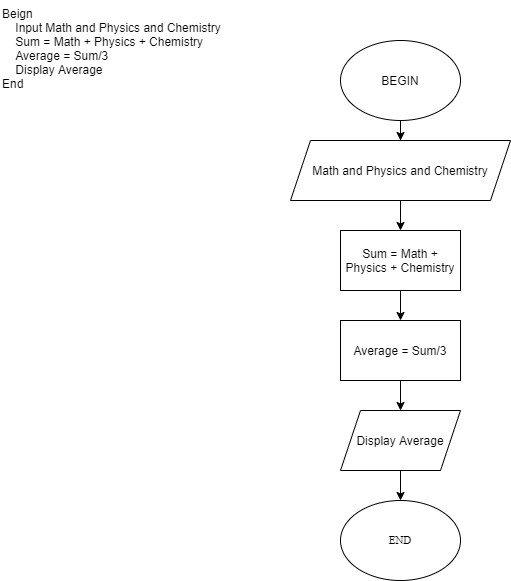 Beign
Input Math and Physics and Chemistry
Sum = Math + Physics + Chemistry
Average = Sum/3
Display Average
End
BEGIN
Math and Physics and Chemistry
Sum = Math +
Physics + Chemistry
Average = Sum/3
Display Average
END